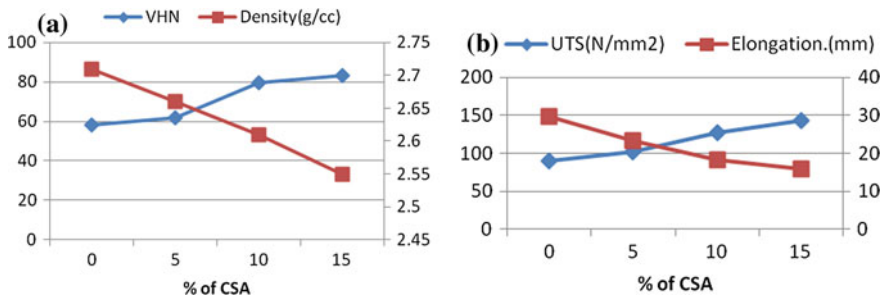 (a)
VHN
Density(g/cc)
100
80
60
40
20
0
2.75
2.7
2.65
2.6
2.55
2.5
2.45
0 5 10 15
% of CSA
(b)
UTS(N/mm2)
Elongation.(mm)
200
150
100
50
0
40
30
20
10
0
0 5 10 15
% of CSA